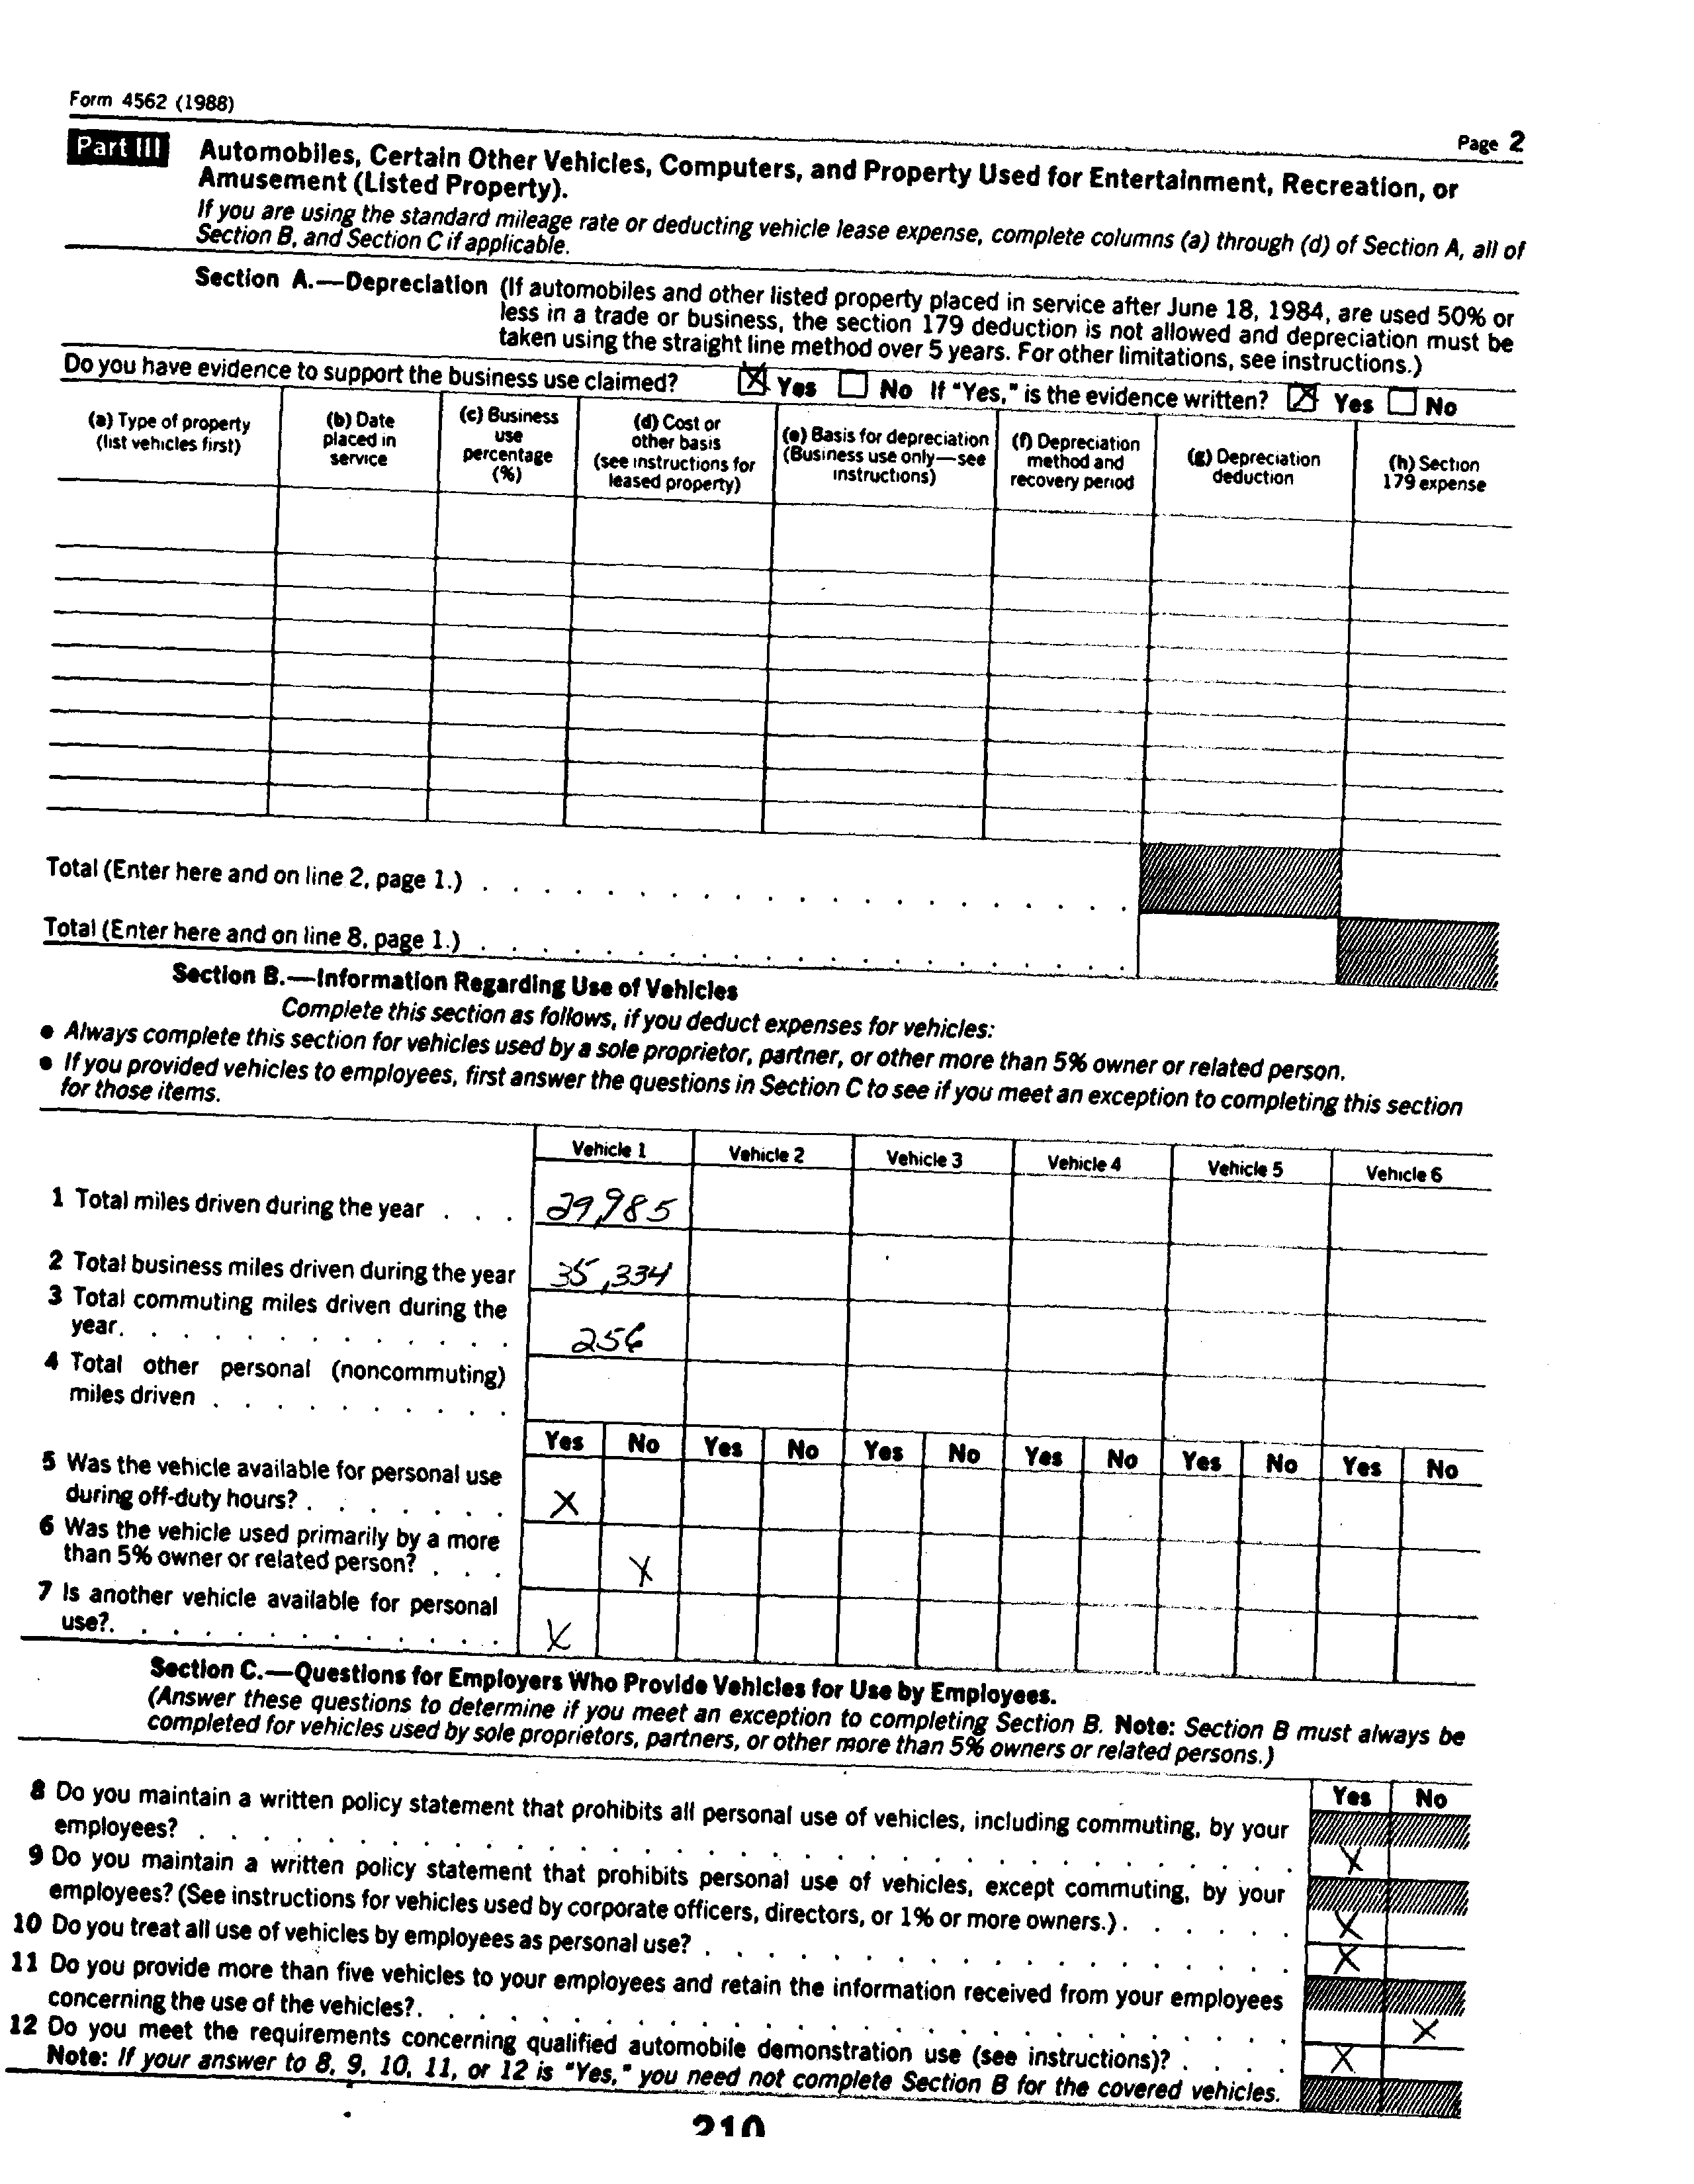 Form 4562 (1988)
Page 2
Part III Automobiles, Certain Other Vehicles, Computers, and Property Used for Entertainment, Recreation, or
Amusement (Listed Property).
If you are using the standard mileage rate or deducting vehicle lease expense, complete columns (a) through (d) of Section A, all of
Section B, and Section C if applicable.
Section A.—Depreciation (If automobiles and other listed property placed in service after June 18, 1984, are used 50% or
less in a trade or business, the section 179 deduction is not allowed and depreciation must be
taken using the straight line method over 5 years. For other limitations, see instructions.)
Do you have evidence to support the business use claimed? X Yes No If "Yes," is the evidence written? X Yes No
(a) Type of property
(list vehicles first)
(b) Date
placed in
service
(c) Business
use
percentage
(%)
(d) Cost or
other basis
(see instructions for
leased property)
(e) Basis for depreciation
(Business use only—see
instructions)
(f) Depreciation
method and
recovery period
(g) Depreciation
deduction
(h) Section
179 expense
Total (Enter here and on line 2, page 1.)
Total (Enter here and on line 8, page 1.)
Section B.—Information Regarding Use of Vehicles
Complete this section as follows, if you deduct expenses for vehicles:
● Always complete this section for vehicles used by a sole proprietor, partner, or other more than 5% owner or related person.
● If you provided vehicles to employees, first answer the questions in Section C to see if you meet an exception to completing this section
for those items.
Vehicle 1 Vehicle 2 Vehicle 3 Vehicle 4 Vehicle 5 Vehicle 6
1 Total miles driven during the year . . . 29,985
2 Total business miles driven during the year 35,334
3 Total commuting miles driven during the
year. . . . . . . . . . . . . 256
4 Total other personal (noncommuting)
miles driven . . . . . . . . . .
Yes No Yes No Yes No Yes No Yes No Yes No
5 Was the vehicle available for personal use
during off-duty hours? . . . . . . . X
6 Was the vehicle used primarily by a more
than 5% owner or related person? . . . X
7 Is another vehicle available for personal
use?. . . . . . . . . . . . . X
Section C.—Questions for Employers Who Provide Vehicles for Use by Employees.
(Answer these questions to determine if you meet an exception to completing Section B. Note: Section B must always be
completed for vehicles used by sole proprietors, partners, or other more than 5% owners or related persons.)
Yes No
8 Do you maintain a written policy statement that prohibits all personal use of vehicles, including commuting, by your
employees? X
9 Do you maintain a written policy statement that prohibits personal use of vehicles, except commuting, by your
employees? (See instructions for vehicles used by corporate officers, directors, or 1% or more owners.) . . . . . . X
10 Do you treat all use of vehicles by employees as personal use? X
11 Do you provide more than five vehicles to your employees and retain the information received from your employees
concerning the use of the vehicles?. X
12 Do you meet the requirements concerning qualified automobile demonstration use (see instructions)? . . . . X
Note: If your answer to 8, 9, 10, 11, or 12 is "Yes," you need not complete Section B for the covered vehicles.
210